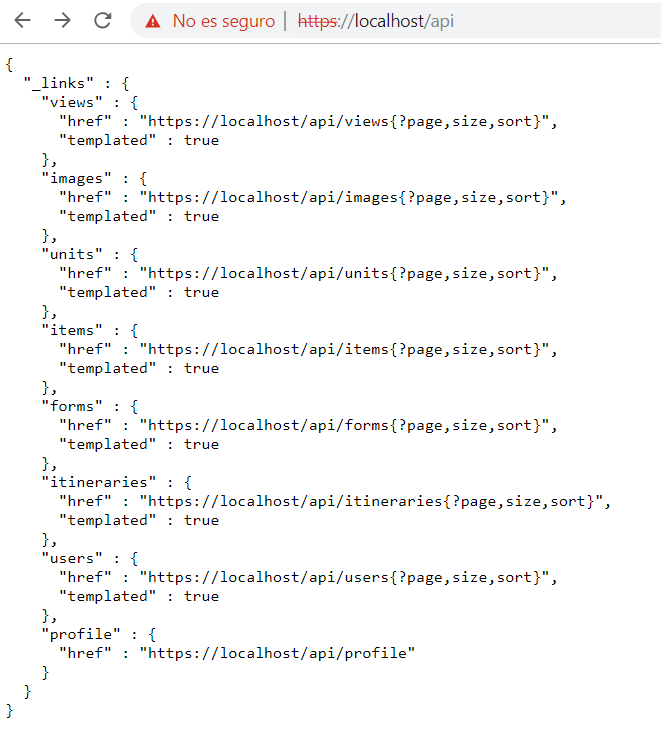 No es seguro | https://localhost/api
{
  "_links" : {
    "views" : {
      "href" : "https://localhost/api/views{?page,size,sort}",
      "templated" : true
    },
    "images" : {
      "href" : "https://localhost/api/images{?page,size,sort}",
      "templated" : true
    },
    "units" : {
      "href" : "https://localhost/api/units{?page,size,sort}",
      "templated" : true
    },
    "items" : {
      "href" : "https://localhost/api/items{?page,size,sort}",
      "templated" : true
    },
    "forms" : {
      "href" : "https://localhost/api/forms{?page,size,sort}",
      "templated" : true
    },
    "itineraries" : {
      "href" : "https://localhost/api/itineraries{?page,size,sort}",
      "templated" : true
    },
    "users" : {
      "href" : "https://localhost/api/users{?page,size,sort}",
      "templated" : true
    },
    "profile" : {
      "href" : "https://localhost/api/profile"
    }
  }
}